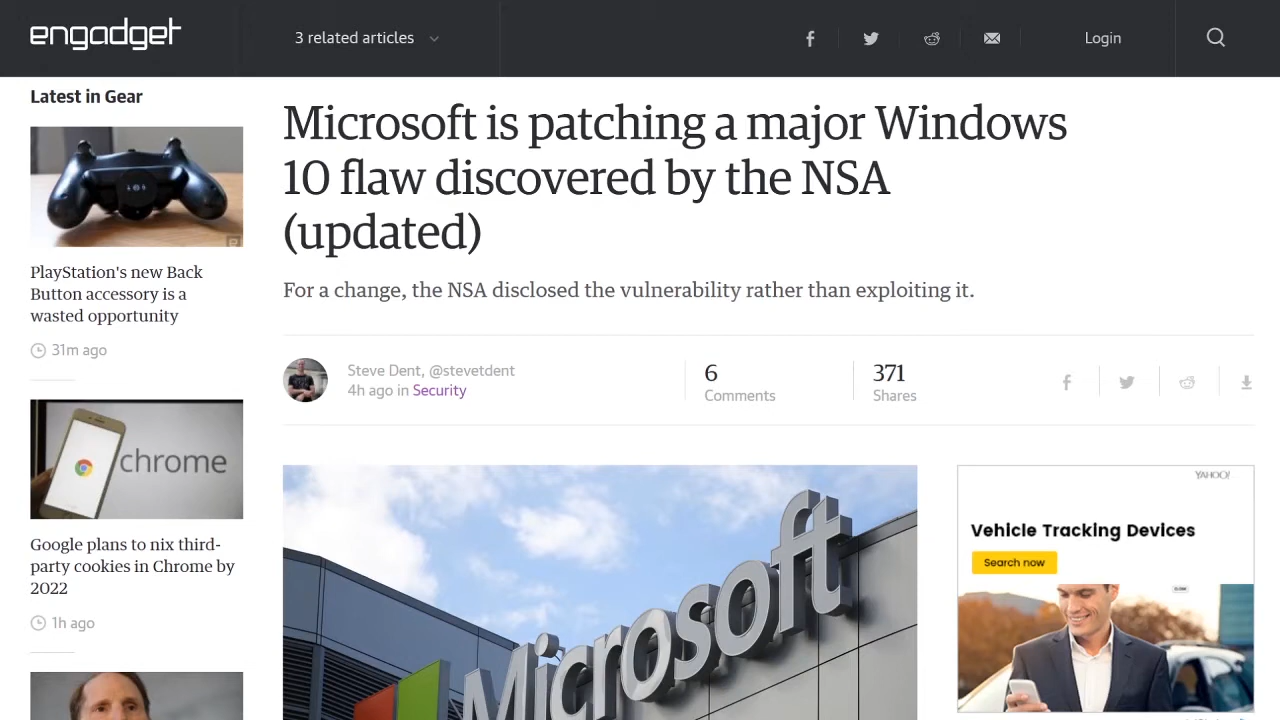 engadget
3 related articles
Login
Latest in Gear
PlayStation's new Back
Button accessory is a
wasted opportunity
31m ago
chrome
Google plans to nix third-
party cookies in Chrome by
2022
1h ago
Microsoft is patching a major Windows
10 flaw discovered by the NSA
(updated)
For a change, the NSA disclosed the vulnerability rather than exploiting it.
Steve Dent, @stevetdent
4h ago in Security
6
Comments
371
Shares
Microsoft
YAHOO!
Vehicle Tracking Devices
Search now